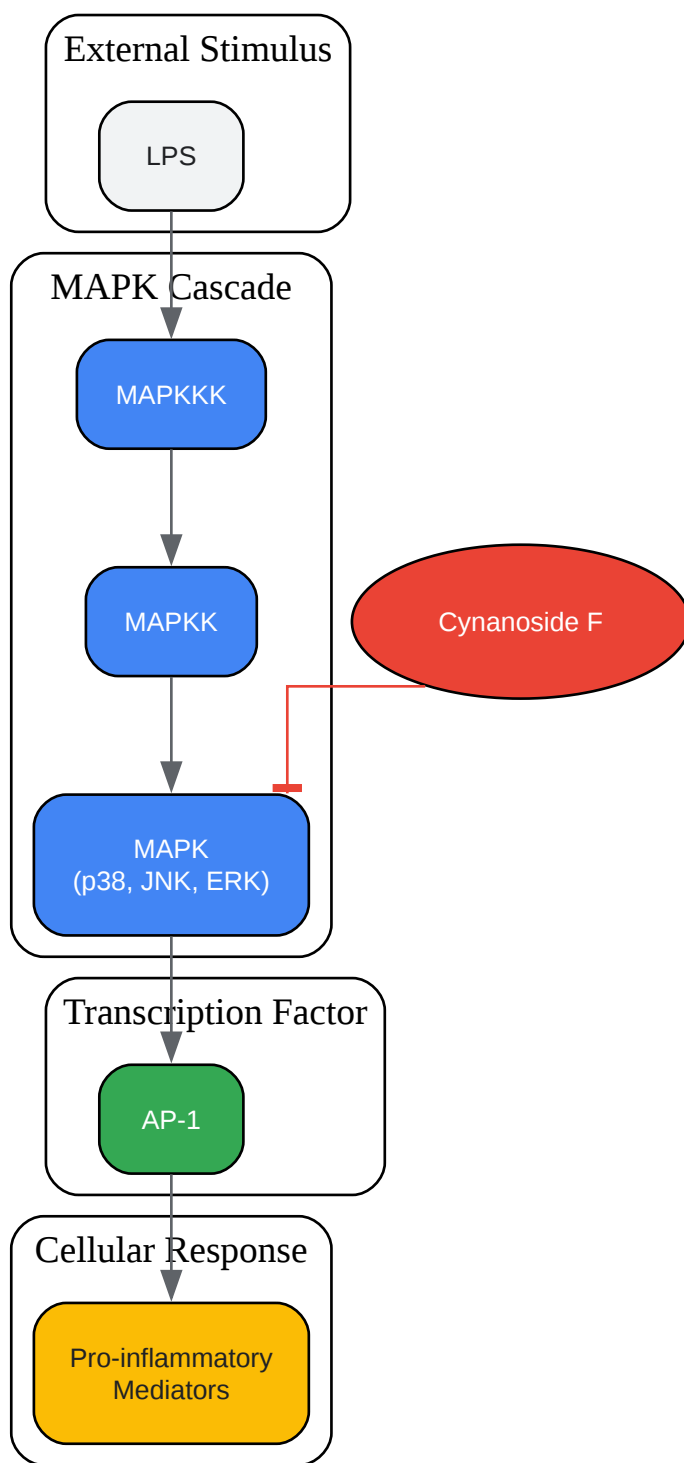 External Stimulus
LPS
MAPK Cascade
MAPKKK
MAPKK
Cynanoside F
MAPK
(p38, JNK, ERK)
Transcription Factor
AP-1
Cellular Response
Pro-inflammatory
Mediators